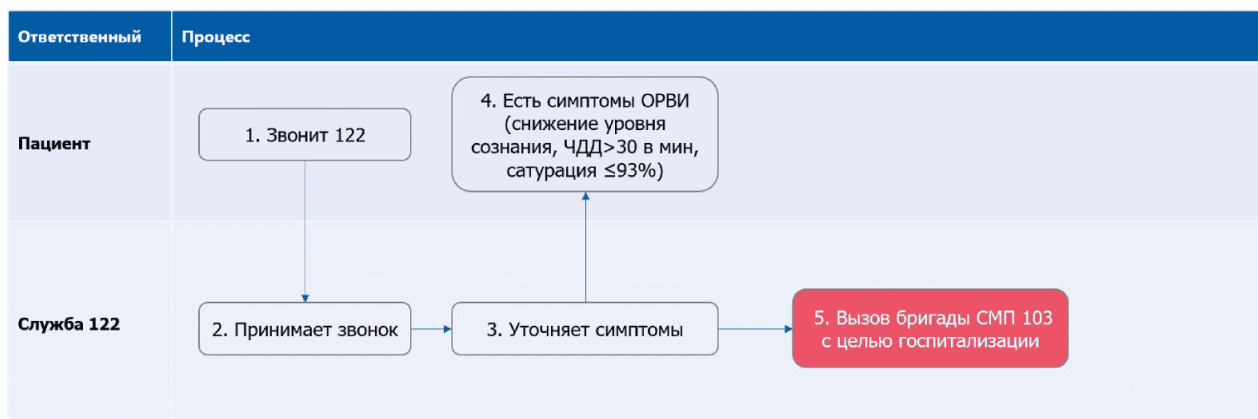 Ответственный
Процесс
Пациент
1. Звонит 122
4. Есть симптомы ОРВИ
(снижение уровня
сознания, ЧДД>30 в мин,
сатурация ≤93%)
Служба 122
2. Принимает звонок
3. Уточняет симптомы
5. Вызов бригады СМП 103
с целью госпитализации